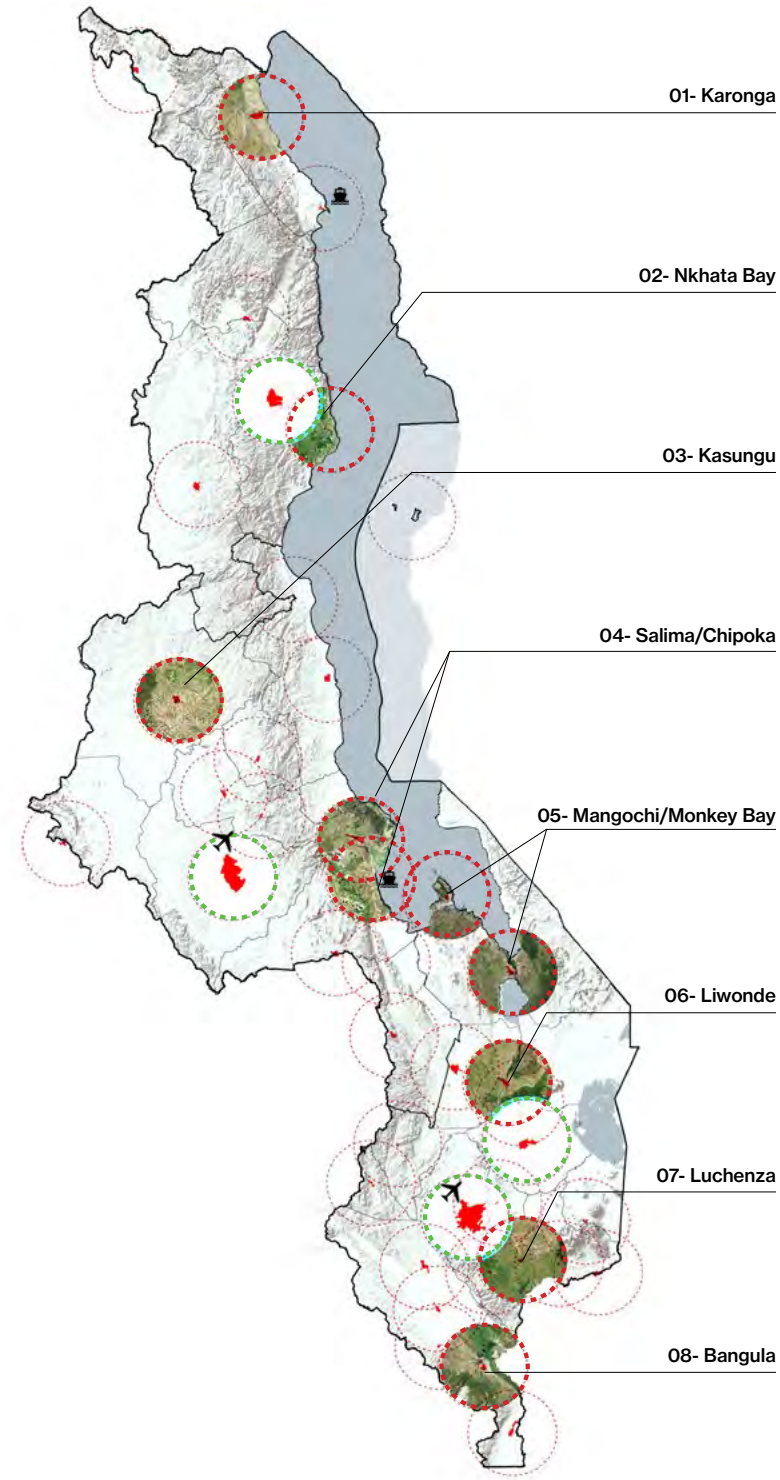 01- Karonga
02- Nkhata Bay
03- Kasungu
04- Salima/Chipoka
05- Mangochi/Monkey Bay
06- Liwonde
07- Luchenza
08- Bangula